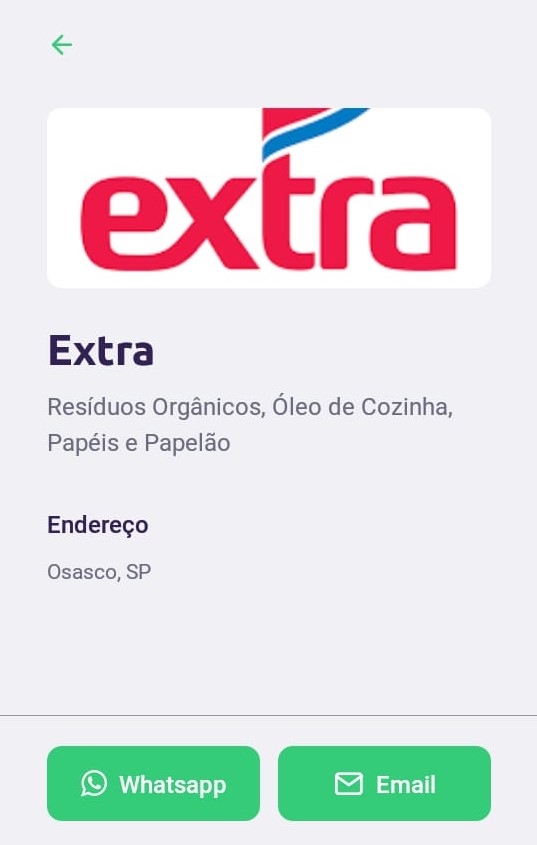 extra
Extra
Resíduos Orgânicos, Óleo de Cozinha,
Papéis e Papelão
Endereço
Osasco, SP
Whatsapp
Email